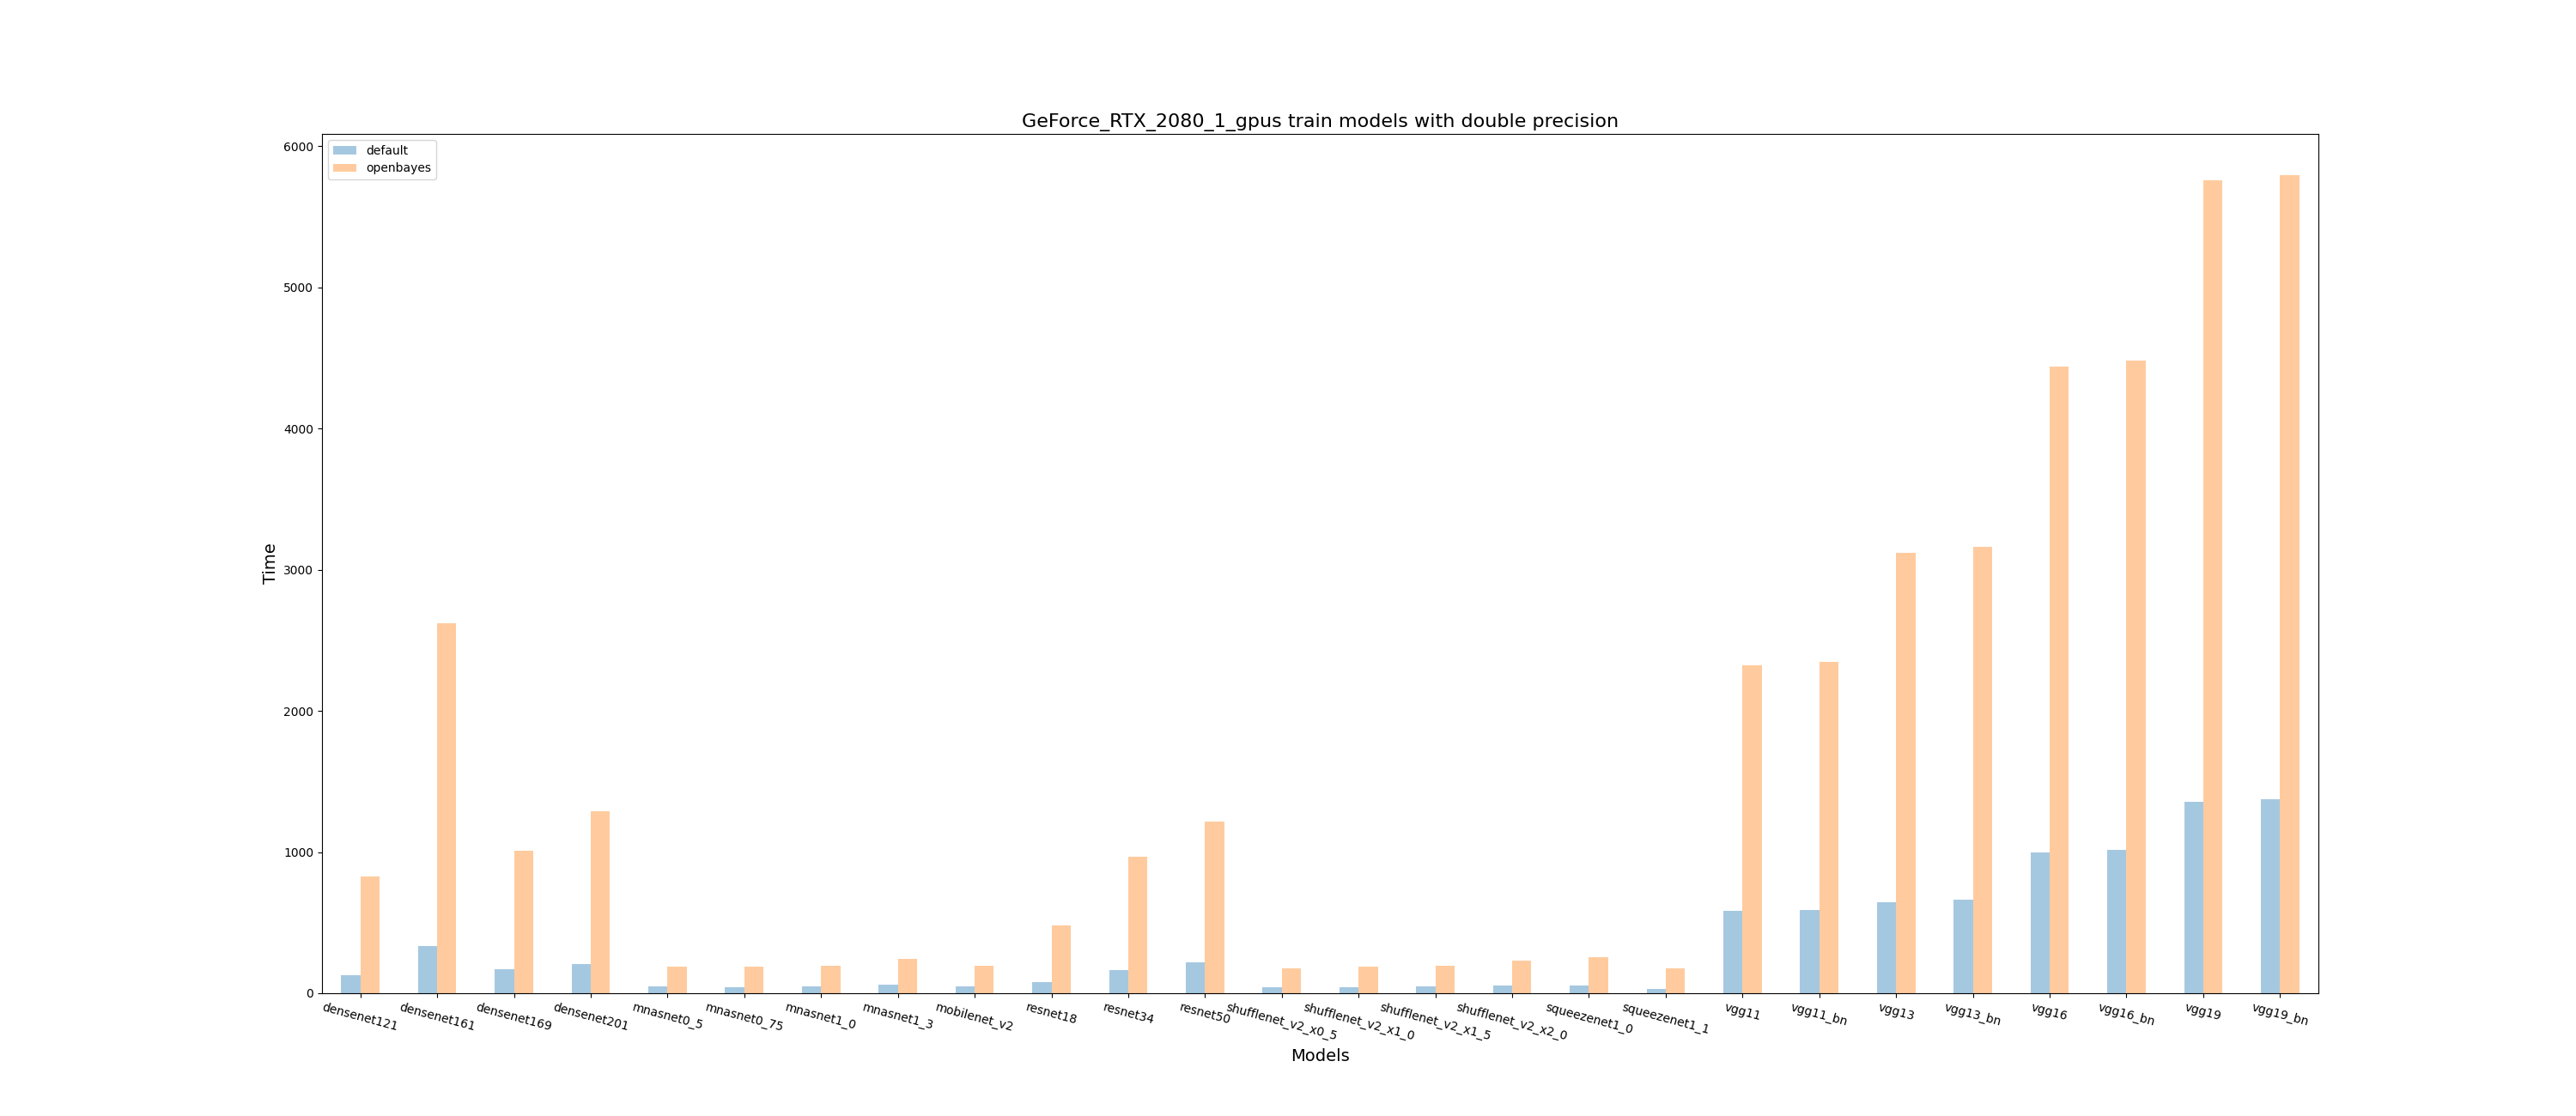 GeForce_RTX_2080_1_gpus train models with double precision
default
openbayes
6000
5000
4000
3000
2000
1000
0
Time
densenet121
densenet161
densenet169
densenet201
mnasnet0_5
mnasnet0_75
mnasnet1_0
mnasnet1_3
mobilenet_v2
resnet18
resnet34
resnet50
shufflenet_v2_x0_5
shufflenet_v2_x1_0
shufflenet_v2_x1_5
shufflenet_v2_x2_0
squeezenet1_0
squeezenet1_1
vgg11
vgg11_bn
vgg13
vgg13_bn
vgg16
vgg16_bn
vgg19
vgg19_bn
Models